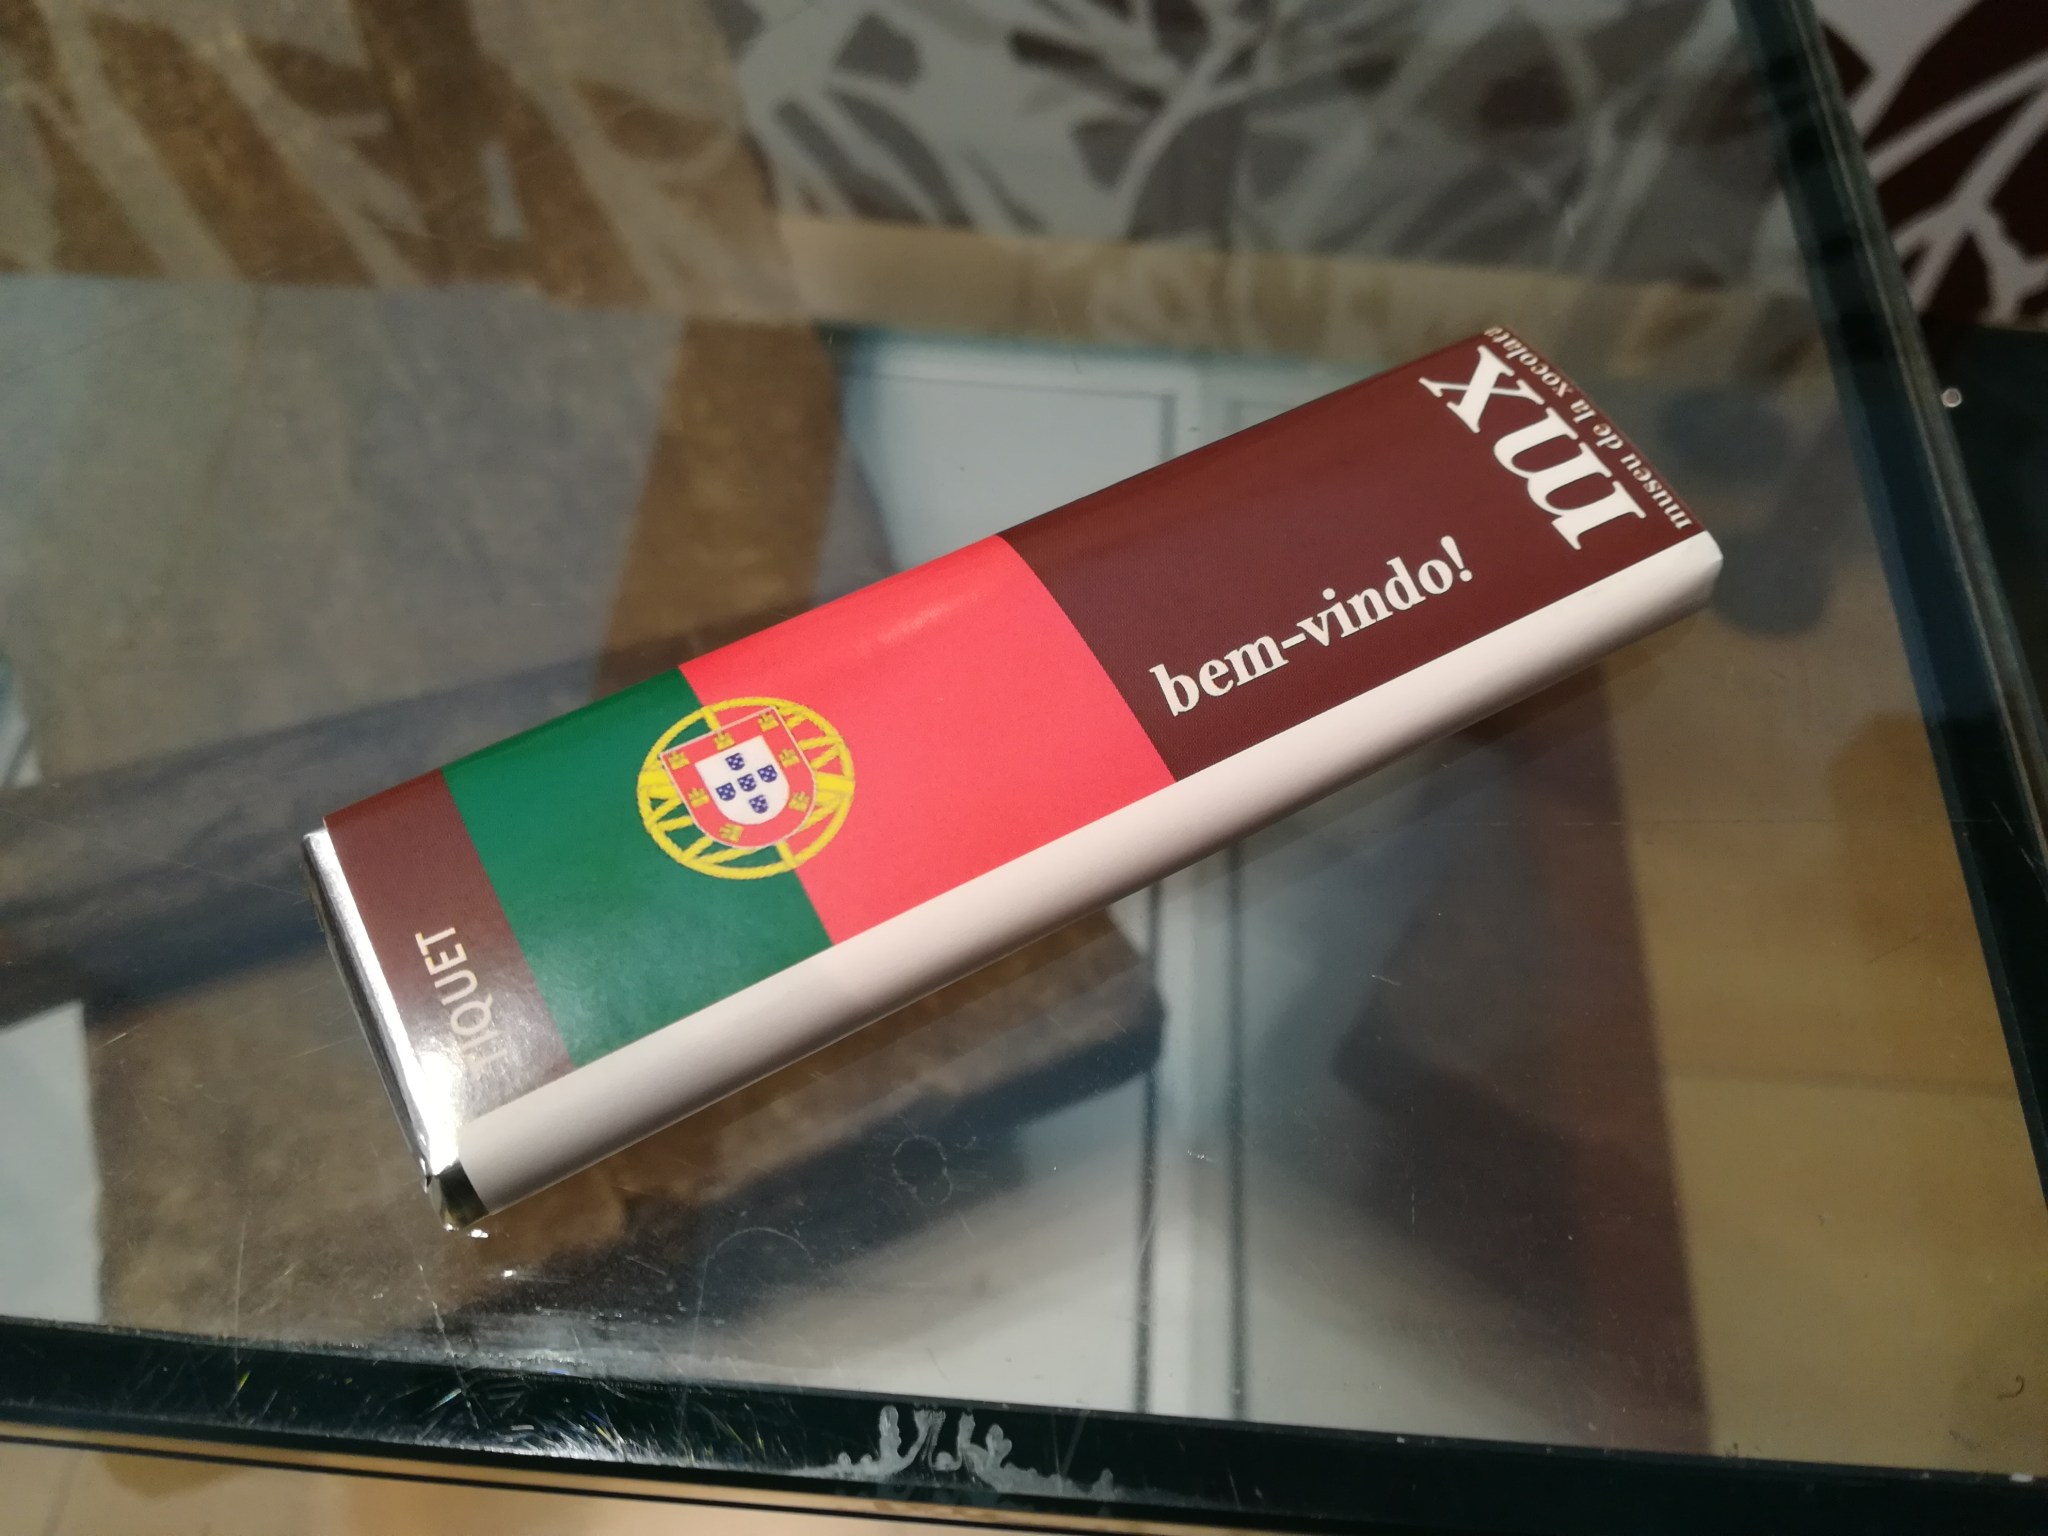 mx
museu de la xocolata
bem-vindo!
TIQUET